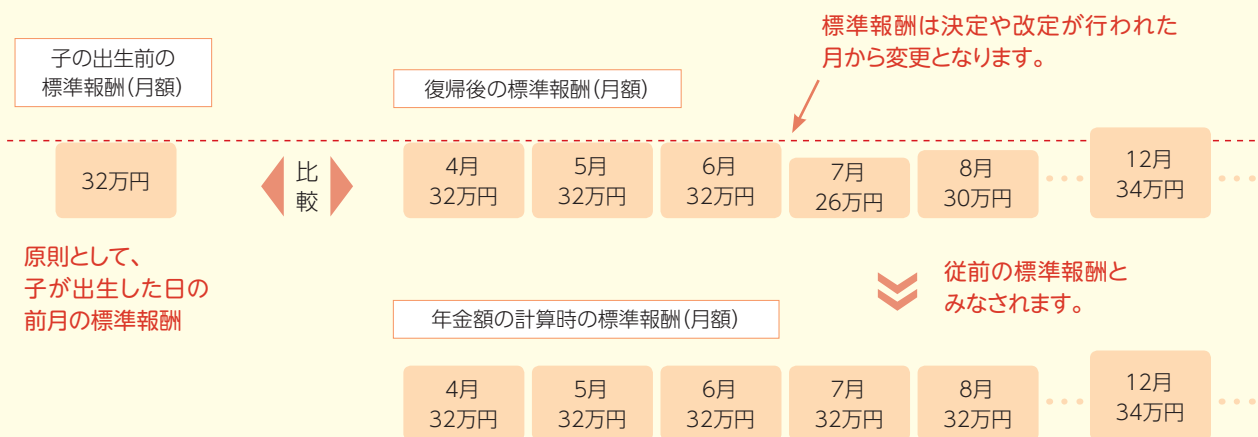 標準報酬は決定や改定が行われた
月から変更となります。
子の出生前の
標準報酬(月額)
復帰後の標準報酬(月額)
32万円
比
較
4月
32万円
5月
32万円
6月
32万円
7月
26万円
8月
30万円
12月
34万円
原則として、
子が出生した日の
前月の標準報酬
従前の標準報酬と
みなされます。
年金額の計算時の標準報酬(月額)
4月
32万円
5月
32万円
6月
32万円
7月
32万円
8月
32万円
12月
34万円